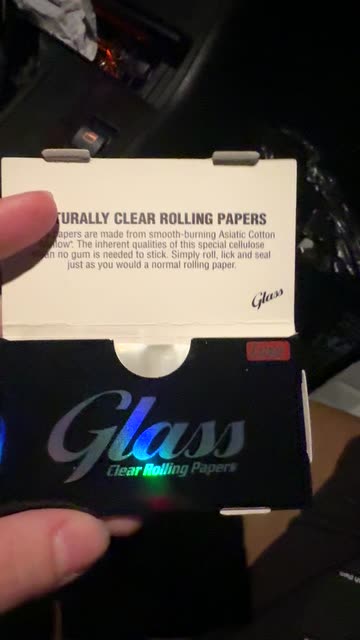 TURALLY CLEAR ROLLING PAPERS
apers are made from smooth-burning Asiatic Cotton
llow*. The inherent qualities of this special cellulose
n no gum is needed to stick. Simply roll, lick and seal
just as you would a normal rolling paper.
Glass
Glass
Clear Rolling Papers